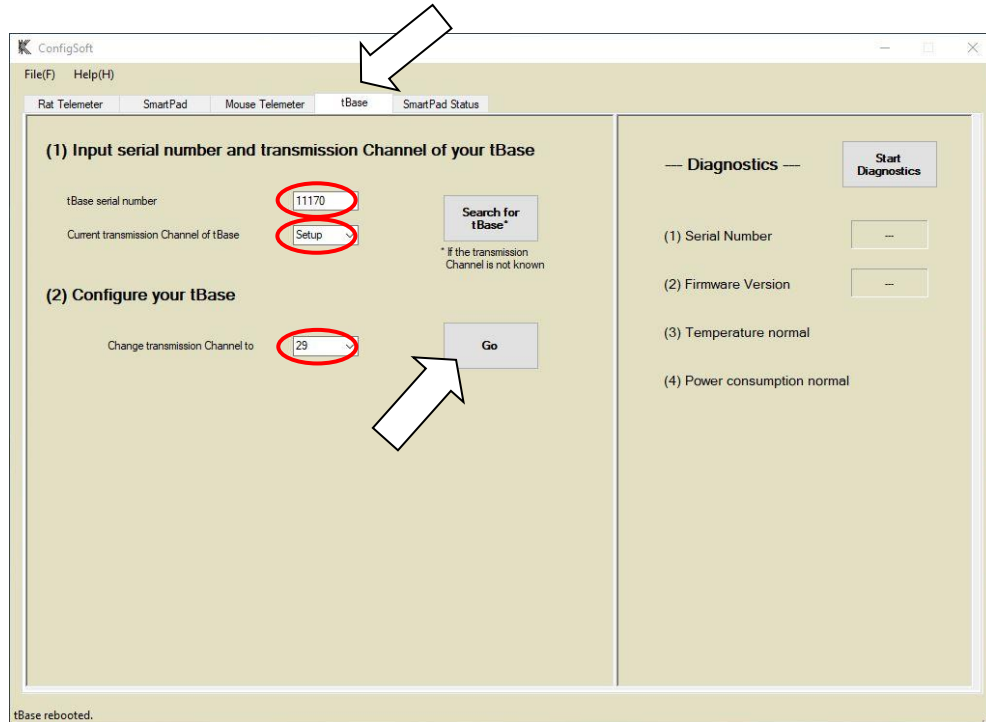 ConfigSoft
File(F) Help(H)
Rat Telemeter SmartPad Mouse Telemeter tBase SmartPad Status
(1) Input serial number and transmission Channel of your tBase
tBase serial number 11170
Current transmission Channel of tBase Setup
Search for
tBase*
* If the transmission
Channel is not known
(2) Configure your tBase
Change transmission Channel to 29 Go
--- Diagnostics ---
Start
Diagnostics
(1) Serial Number ---
(2) Firmware Version ---
(3) Temperature normal
(4) Power consumption normal
tBase rebooted.